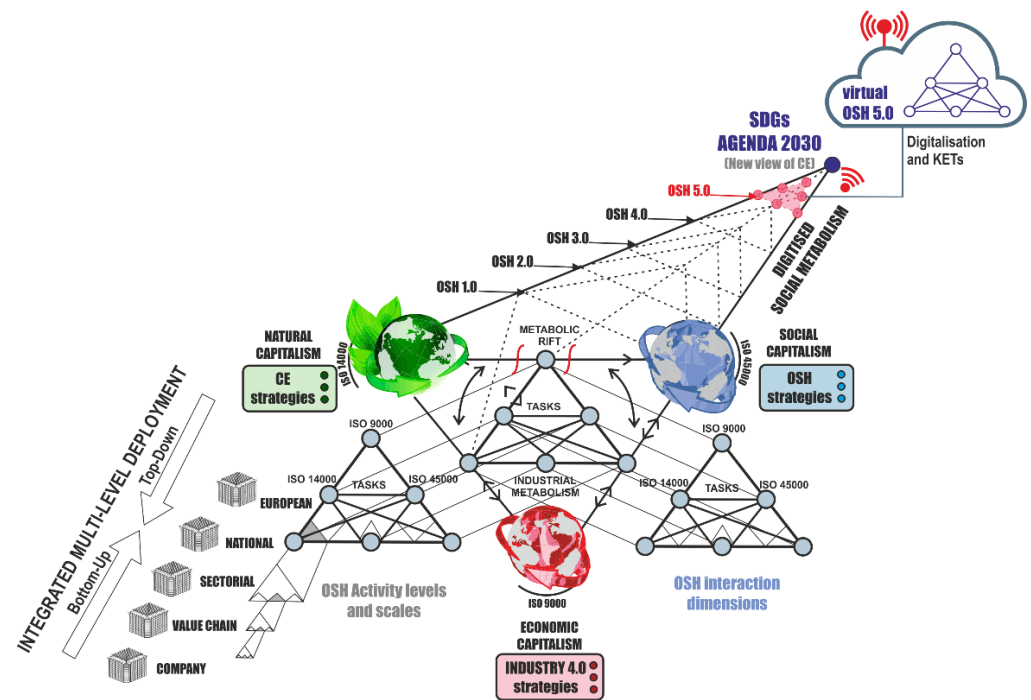 virtual
OSH 5.0
SDGs
AGENDA 2030
(New view of CE)
Digitalisation
and KETs
OSH 5.0
OSH 4.0
OSH 3.0
OSH 2.0
OSH 1.0
DIGITISED
SOCIAL METABOLISM
NATURAL
CAPITALISM
ISO 14000
CE
strategies
METABOLIC
RIFT
ISO 45000
SOCIAL
CAPITALISM
OSH
strategies
TASKS
INDUSTRIAL
METABOLISM
ISO 9000
ISO 14000
TASKS
ISO 45000
ISO 9000
ISO 14000
TASKS
ISO 45000
INTEGRATED MULTI-LEVEL DEPLOYMENT
Top-Down
Bottom-Up
EUROPEAN
NATIONAL
SECTORIAL
VALUE CHAIN
COMPANY
OSH Activity levels
and scales
OSH interaction
dimensions
ISO 9000
ECONOMIC
CAPITALISM
INDUSTRY 4.0
strategies